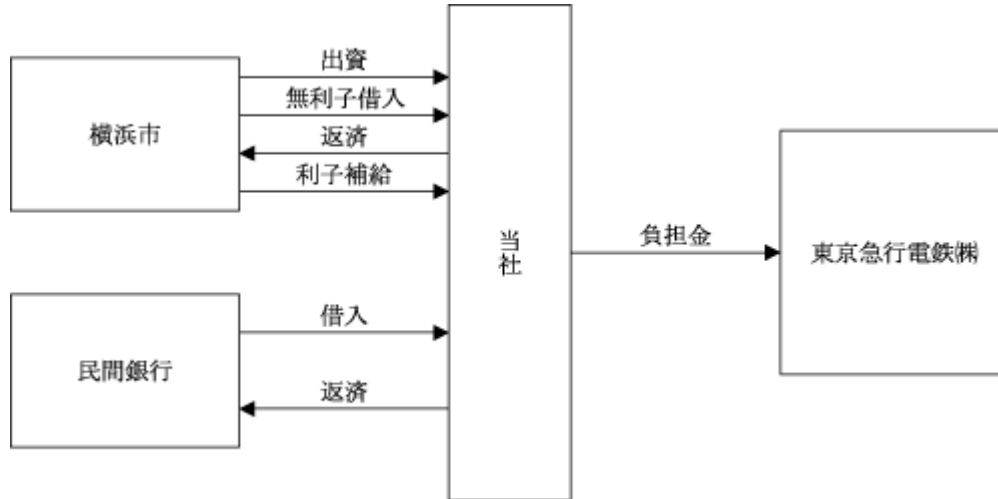 横浜市
出資
無利子借入
返済
利子補給
民間銀行
借入
返済
当社
負担金
東京急行電鉄㈱